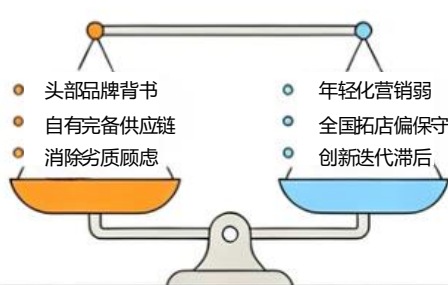 头部品牌背书
自有完备供应链
消除劣质顾虑
年轻化营销弱
全国拓店偏保守
创新迭代滞后